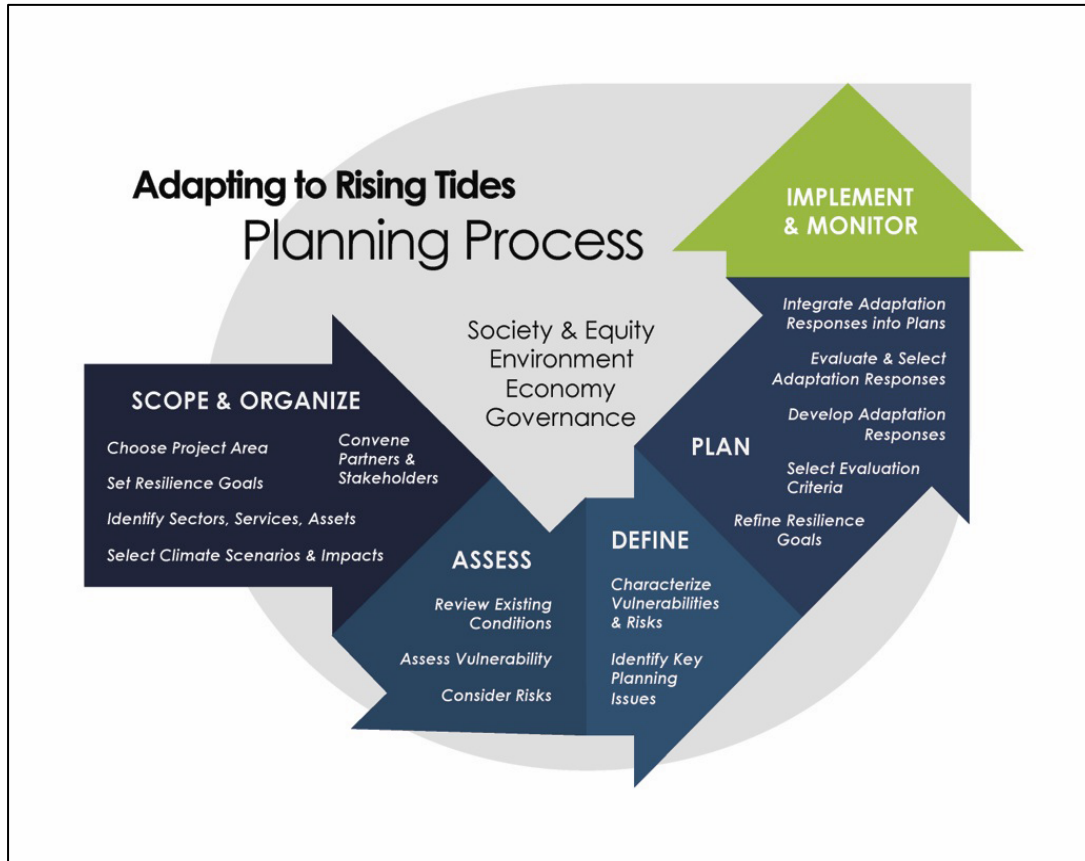 Adapting to Rising Tides
Planning Process
Society & Equity
Environment
Economy
Governance
SCOPE & ORGANIZE
Choose Project Area
Set Resilience Goals
Identify Sectors, Services, Assets
Select Climate Scenarios & Impacts
Convene
Partners &
Stakeholders
ASSESS
Review Existing
Conditions
Assess Vulnerability
Consider Risks
DEFINE
Characterize
Vulnerabilities
& Risks
Identify Key
Planning
Issues
PLAN
Refine Resilience
Goals
Select Evaluation
Criteria
Develop Adaptation
Responses
Evaluate & Select
Adaptation Responses
Integrate Adaptation
Responses into Plans
IMPLEMENT
& MONITOR